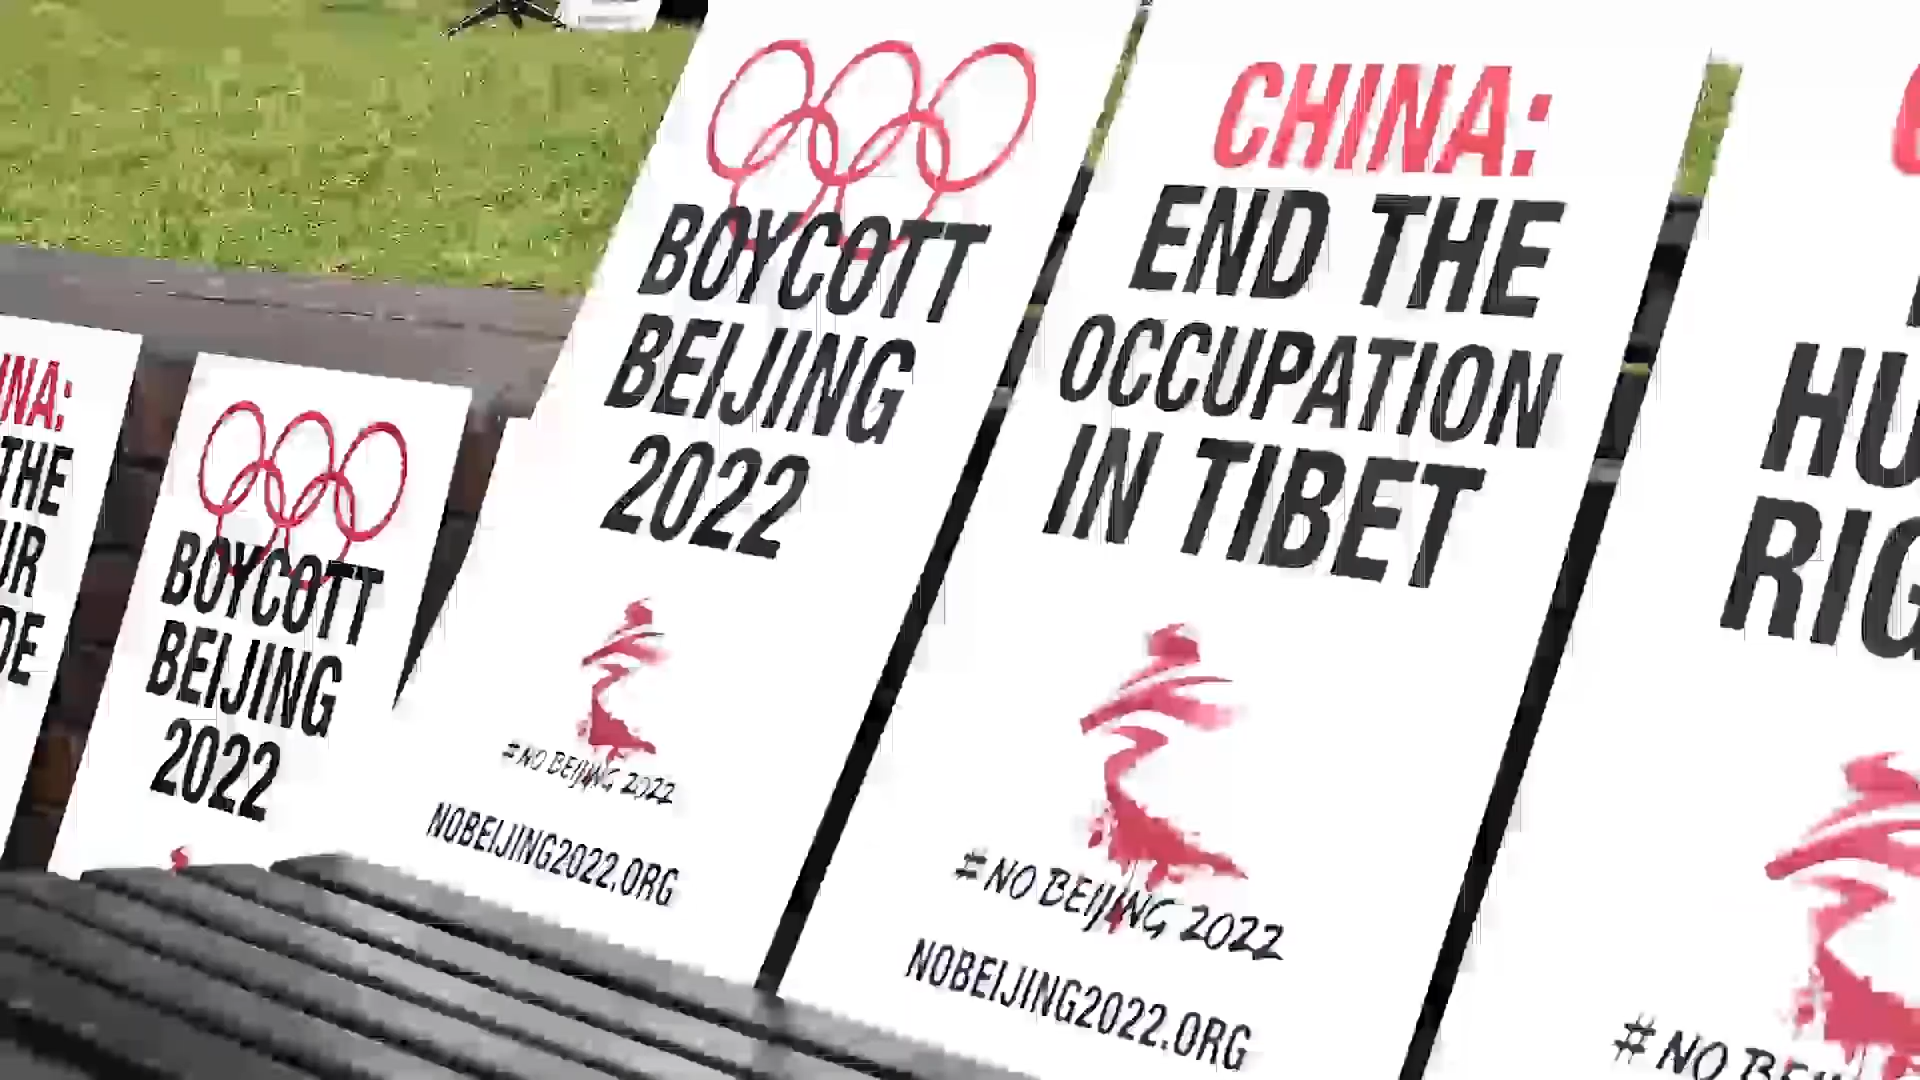 INA:
THE
UR
DE
BOYCOTT
BEIJING
2022
BOYCOTT
BEIJING
2022
#NO BEIJING 2022
NOBEIJING2022.ORG
CHINA:
END THE
OCCUPATION
IN TIBET
#NO BEIJING 2022
NOBEIJING2022.ORG
HU
RIG
#NO BEI